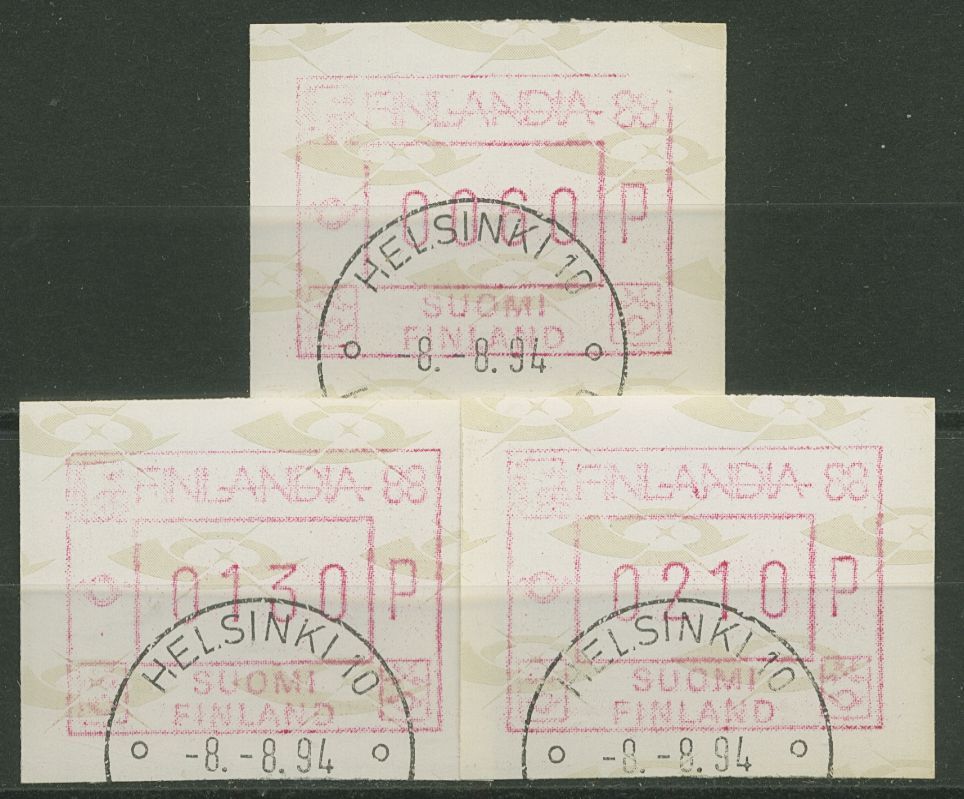 FINLANDIA-88
0060 P
HELSINKI 10
SUOMI
FINLAND
-8.-8.94
FINLANDIA-88
0130 P
HELSINKI 10
SUOMI
FINLAND
-8.-8.94
FINLANDIA-88
0210 P
HELSINKI 10
SUOMI
FINLAND
-8.-8.94